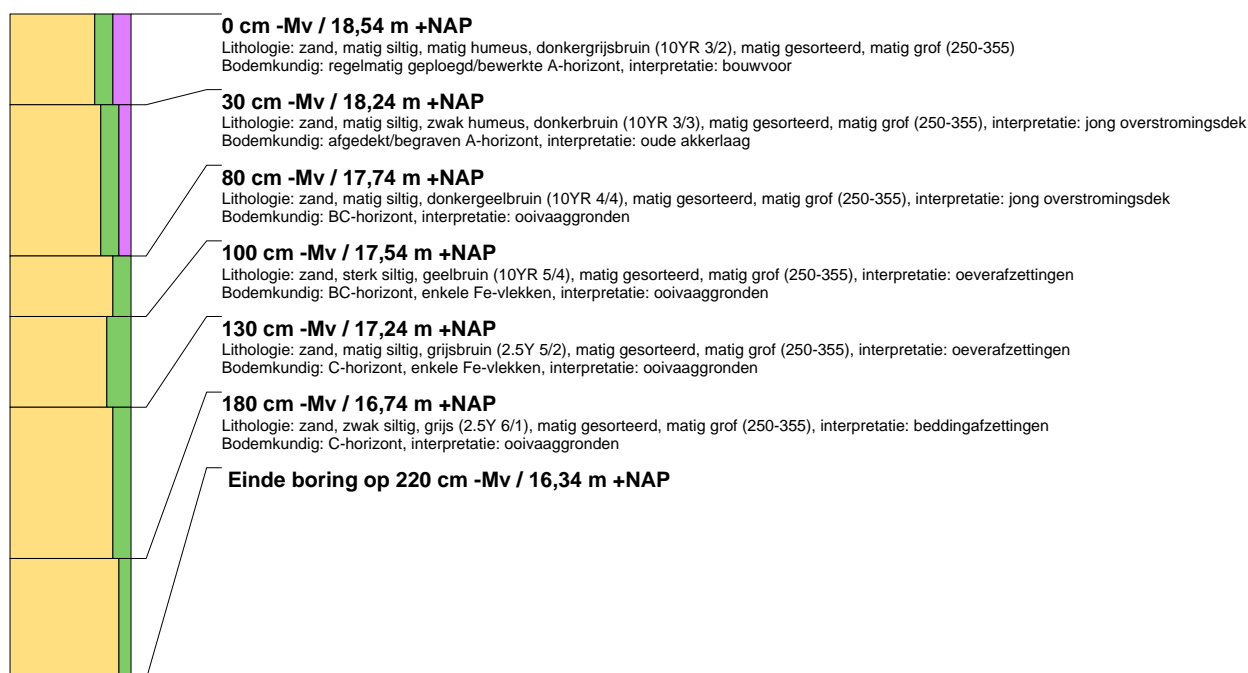 0 cm -Mv / 18,54 m +NAP
Lithologie: zand, matig siltig, matig humeus, donkergrijsbruin (10YR 3/2), matig gesorteerd, matig grof (250-355)
Bodemkundig: regelmatig geploegd/bewerkte A-horizont, interpretatie: bouwvoor
30 cm -Mv / 18,24 m +NAP
Lithologie: zand, matig siltig, zwak humeus, donkerbruin (10YR 3/3), matig gesorteerd, matig grof (250-355), interpretatie: jong overstromingsdek
Bodemkundig: afgedekt/begraven A-horizont, interpretatie: oude akkerlaag
80 cm -Mv / 17,74 m +NAP
Lithologie: zand, matig siltig, donkergeelbruin (10YR 4/4), matig gesorteerd, matig grof (250-355), interpretatie: jong overstromingsdek
Bodemkundig: BC-horizont, interpretatie: ooivaaggronden
100 cm -Mv / 17,54 m +NAP
Lithologie: zand, sterk siltig, geelbruin (10YR 5/4), matig gesorteerd, matig grof (250-355), interpretatie: oeverafzettingen
Bodemkundig: BC-horizont, enkele Fe-vlekken, interpretatie: ooivaaggronden
130 cm -Mv / 17,24 m +NAP
Lithologie: zand, matig siltig, grijsbruin (2.5Y 5/2), matig gesorteerd, matig grof (250-355), interpretatie: oeverafzettingen
Bodemkundig: C-horizont, enkele Fe-vlekken, interpretatie: ooivaaggronden
180 cm -Mv / 16,74 m +NAP
Lithologie: zand, zwak siltig, grijs (2.5Y 6/1), matig gesorteerd, matig grof (250-355), interpretatie: beddingafzettingen
Bodemkundig: C-horizont, interpretatie: ooivaaggronden
Einde boring op 220 cm -Mv / 16,34 m +NAP